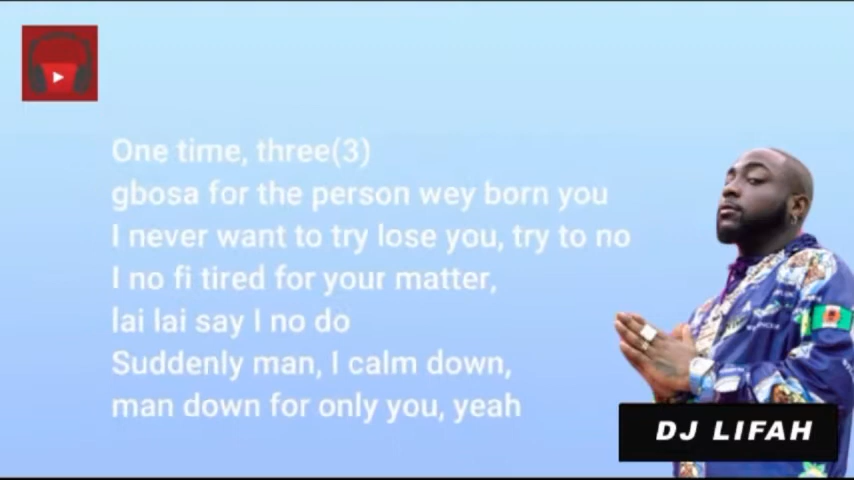 One time, three(3)
gbosa for the person wey born you
I never want to try lose you, try to no
I no fi tired for your matter,
lai lai say I no do
Suddenly man, I calm down,
man down for only you, yeah
DJ LIFAH